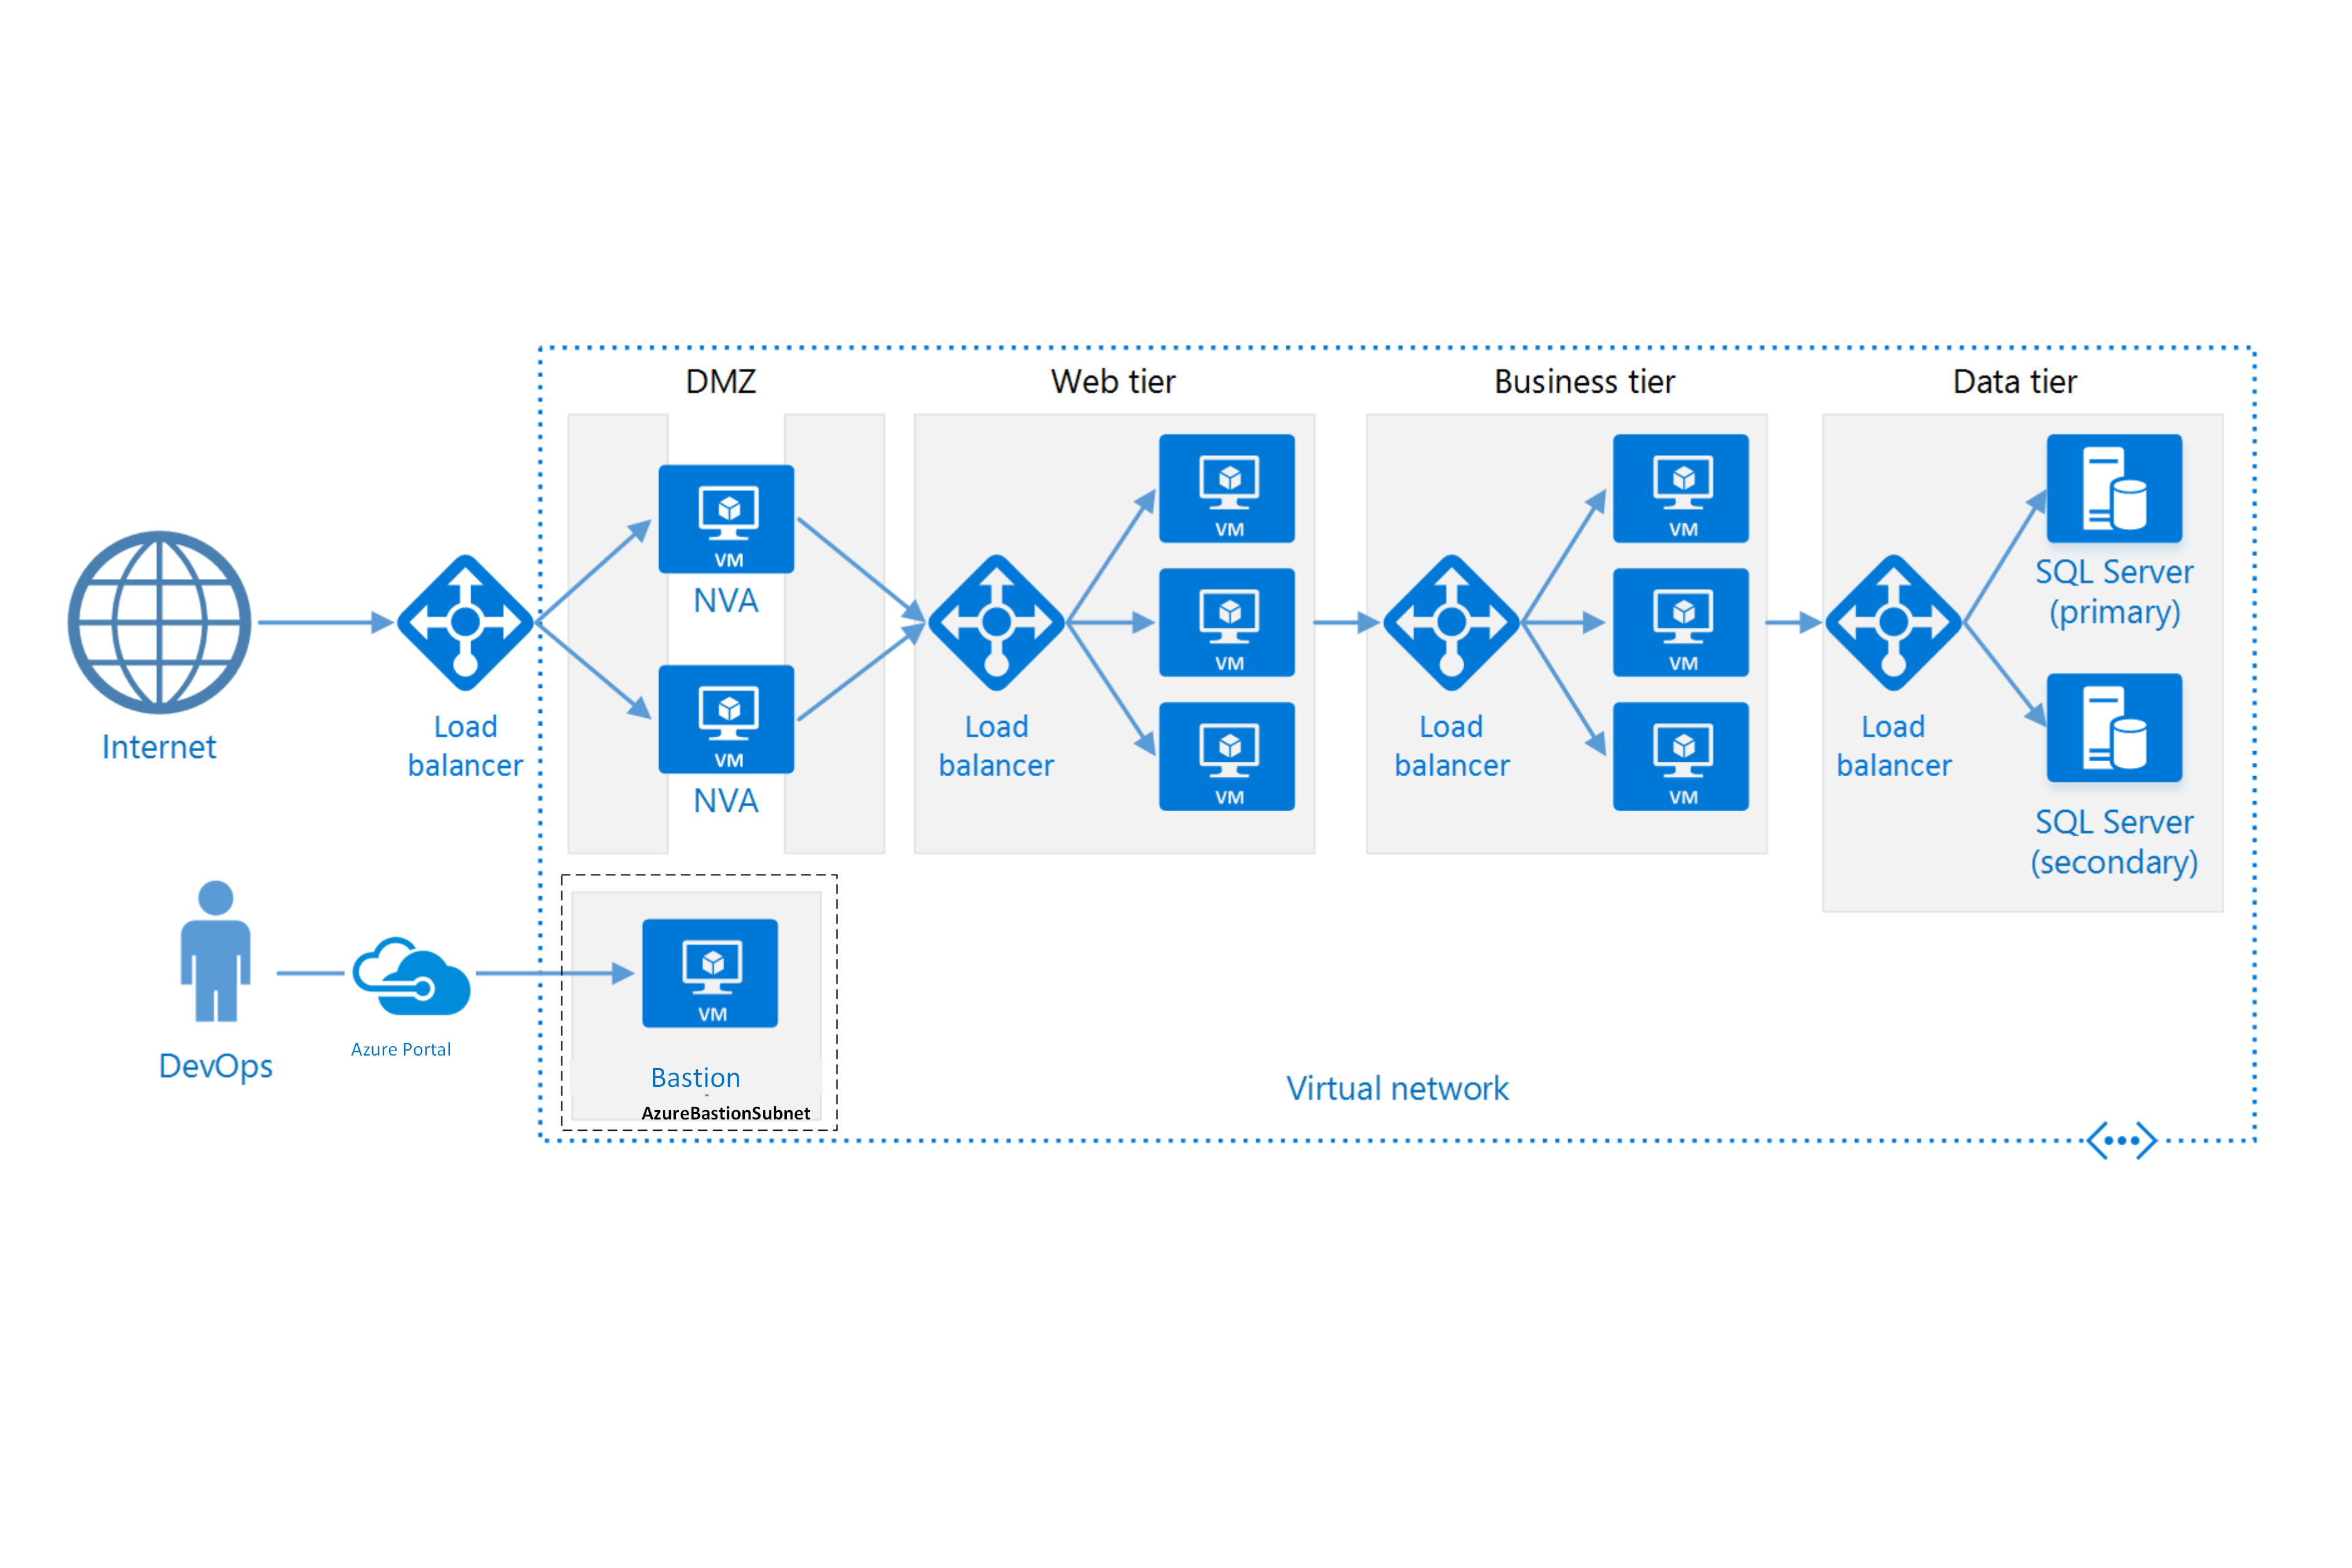 DMZ
Web tier
Business tier
Data tier
VM
NVA
VM
NVA
VM
VM
VM
VM
VM
VM
SQL Server
(primary)
SQL Server
(secondary)
Internet
Load
balancer
Load
balancer
Load
balancer
Load
balancer
DevOps
Azure Portal
VM
Bastion
AzureBastionSubnet
Virtual network